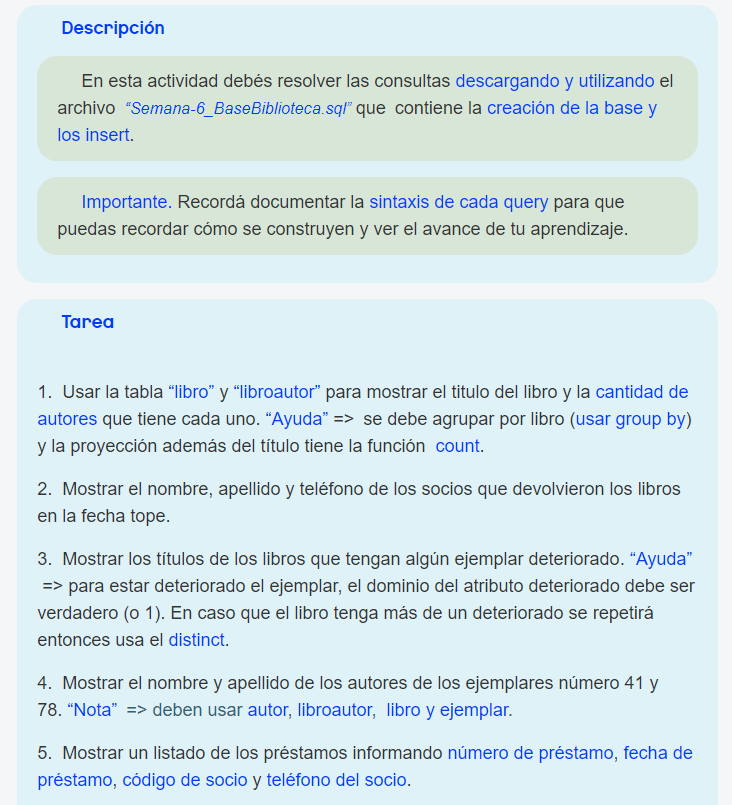 Descripción
En esta actividad debés resolver las consultas descargando y utilizando el
archivo “Semana-6_BaseBiblioteca.sql” que contiene la creación de la base y
los insert.
Importante. Recordá documentar la sintaxis de cada query para que
puedas recordar cómo se construyen y ver el avance de tu aprendizaje.
Tarea
1. Usar la tabla “libro” y “libroautor” para mostrar el titulo del libro y la cantidad de
autores que tiene cada uno. “Ayuda” => se debe agrupar por libro (usar group by)
y la proyección además del título tiene la función count.
2. Mostrar el nombre, apellido y teléfono de los socios que devolvieron los libros
en la fecha tope.
3. Mostrar los títulos de los libros que tengan algún ejemplar deteriorado. “Ayuda”
=> para estar deteriorado el ejemplar, el dominio del atributo deteriorado debe ser
verdadero (o 1). En caso que el libro tenga más de un deteriorado se repetirá
entonces usa el distinct.
4. Mostrar el nombre y apellido de los autores de los ejemplares número 41 y
78. “Nota” => deben usar autor, libroautor, libro y ejemplar.
5. Mostrar un listado de los préstamos informando número de préstamo, fecha de
préstamo, código de socio y teléfono del socio.